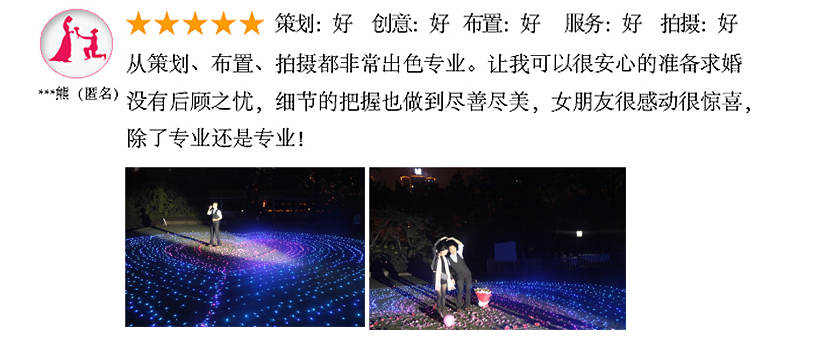 策划：好 创意：好 布置：好 服务：好 拍摄：好
从策划、布置、拍摄都非常出色专业。让我可以很安心的准备求婚
***熊（匿名）
没有后顾之忧，细节的把握也做到尽善尽美，女朋友很感动很惊喜，
除了专业还是专业！